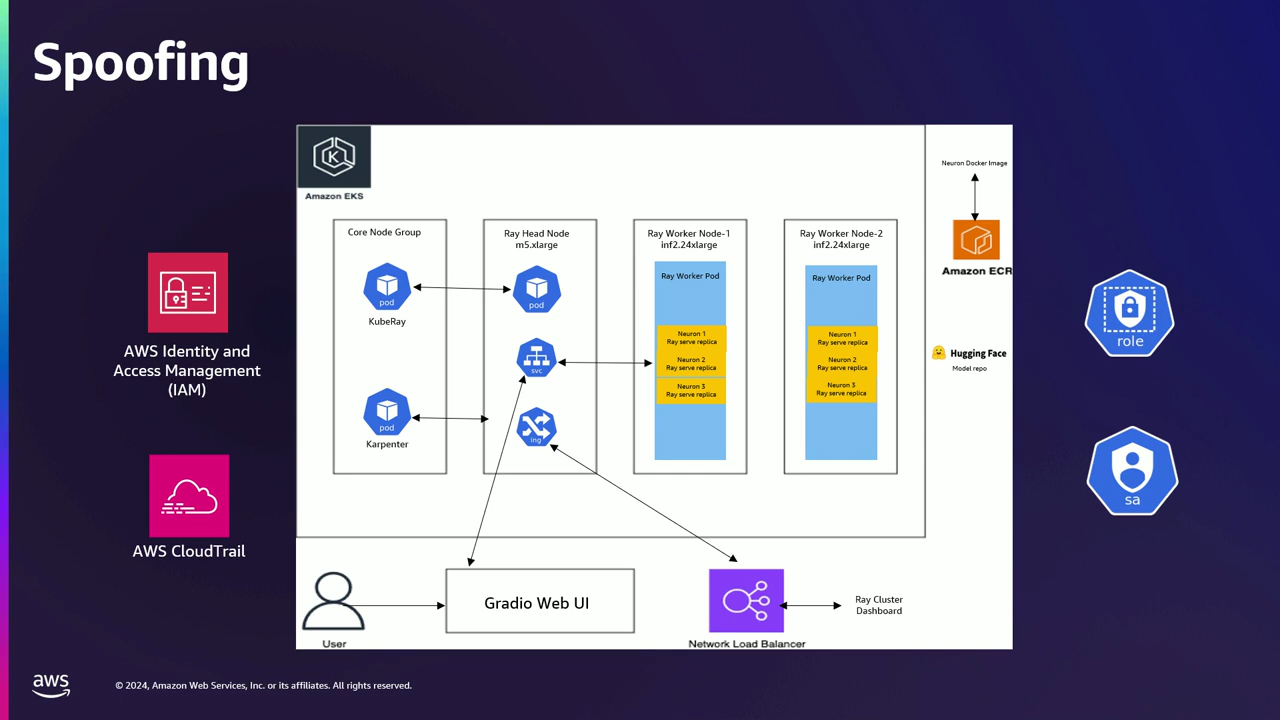 Spoofing
Amazon EKS
Core Node Group
pod
KubeRay
pod
Karpenter
Ray Head Node
m5.xlarge
pod
svc
ing
Ray Worker Node-1
inf2.24xlarge
Ray Worker Pod
Neuron 1
Ray serve replica
Neuron 2
Ray serve replica
Neuron 3
Ray serve replica
Ray Worker Node-2
inf2.24xlarge
Ray Worker Pod
Neuron 1
Ray serve replica
Neuron 2
Ray serve replica
Neuron 3
Ray serve replica
Neuron Docker Image
Amazon ECR
Hugging Face
Model repo
AWS Identity and
Access Management
(IAM)
AWS CloudTrail
role
sa
User
Gradio Web UI
Network Load Balancer
Ray Cluster
Dashboard
aws
© 2024, Amazon Web Services, Inc. or its affiliates. All rights reserved.